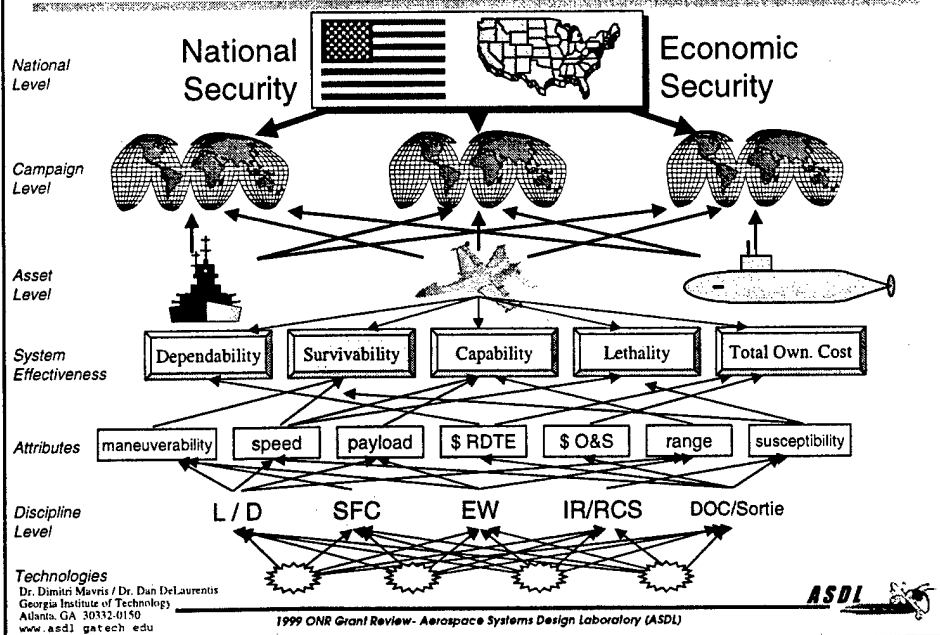 National Level
National Security
Economic Security
Campaign Level
Asset Level
System Effectiveness
Dependability
Survivability
Capability
Lethality
Total Own. Cost
Attributes
maneuverability
speed
payload
$ RDTE
$ O&S
range
susceptibility
Discipline Level
L / D
SFC
EW
IR/RCS
DOC/Sortie
Technologies
Dr. Dimitri Mavris / Dr. Dan DeLaurentis
Georgia Institute of Technology
Atlanta, GA 30332-0150
www.asdl gatech edu
1999 ONR Grant Review- Aerospace Systems Design Laboratory (ASDL)
ASDL